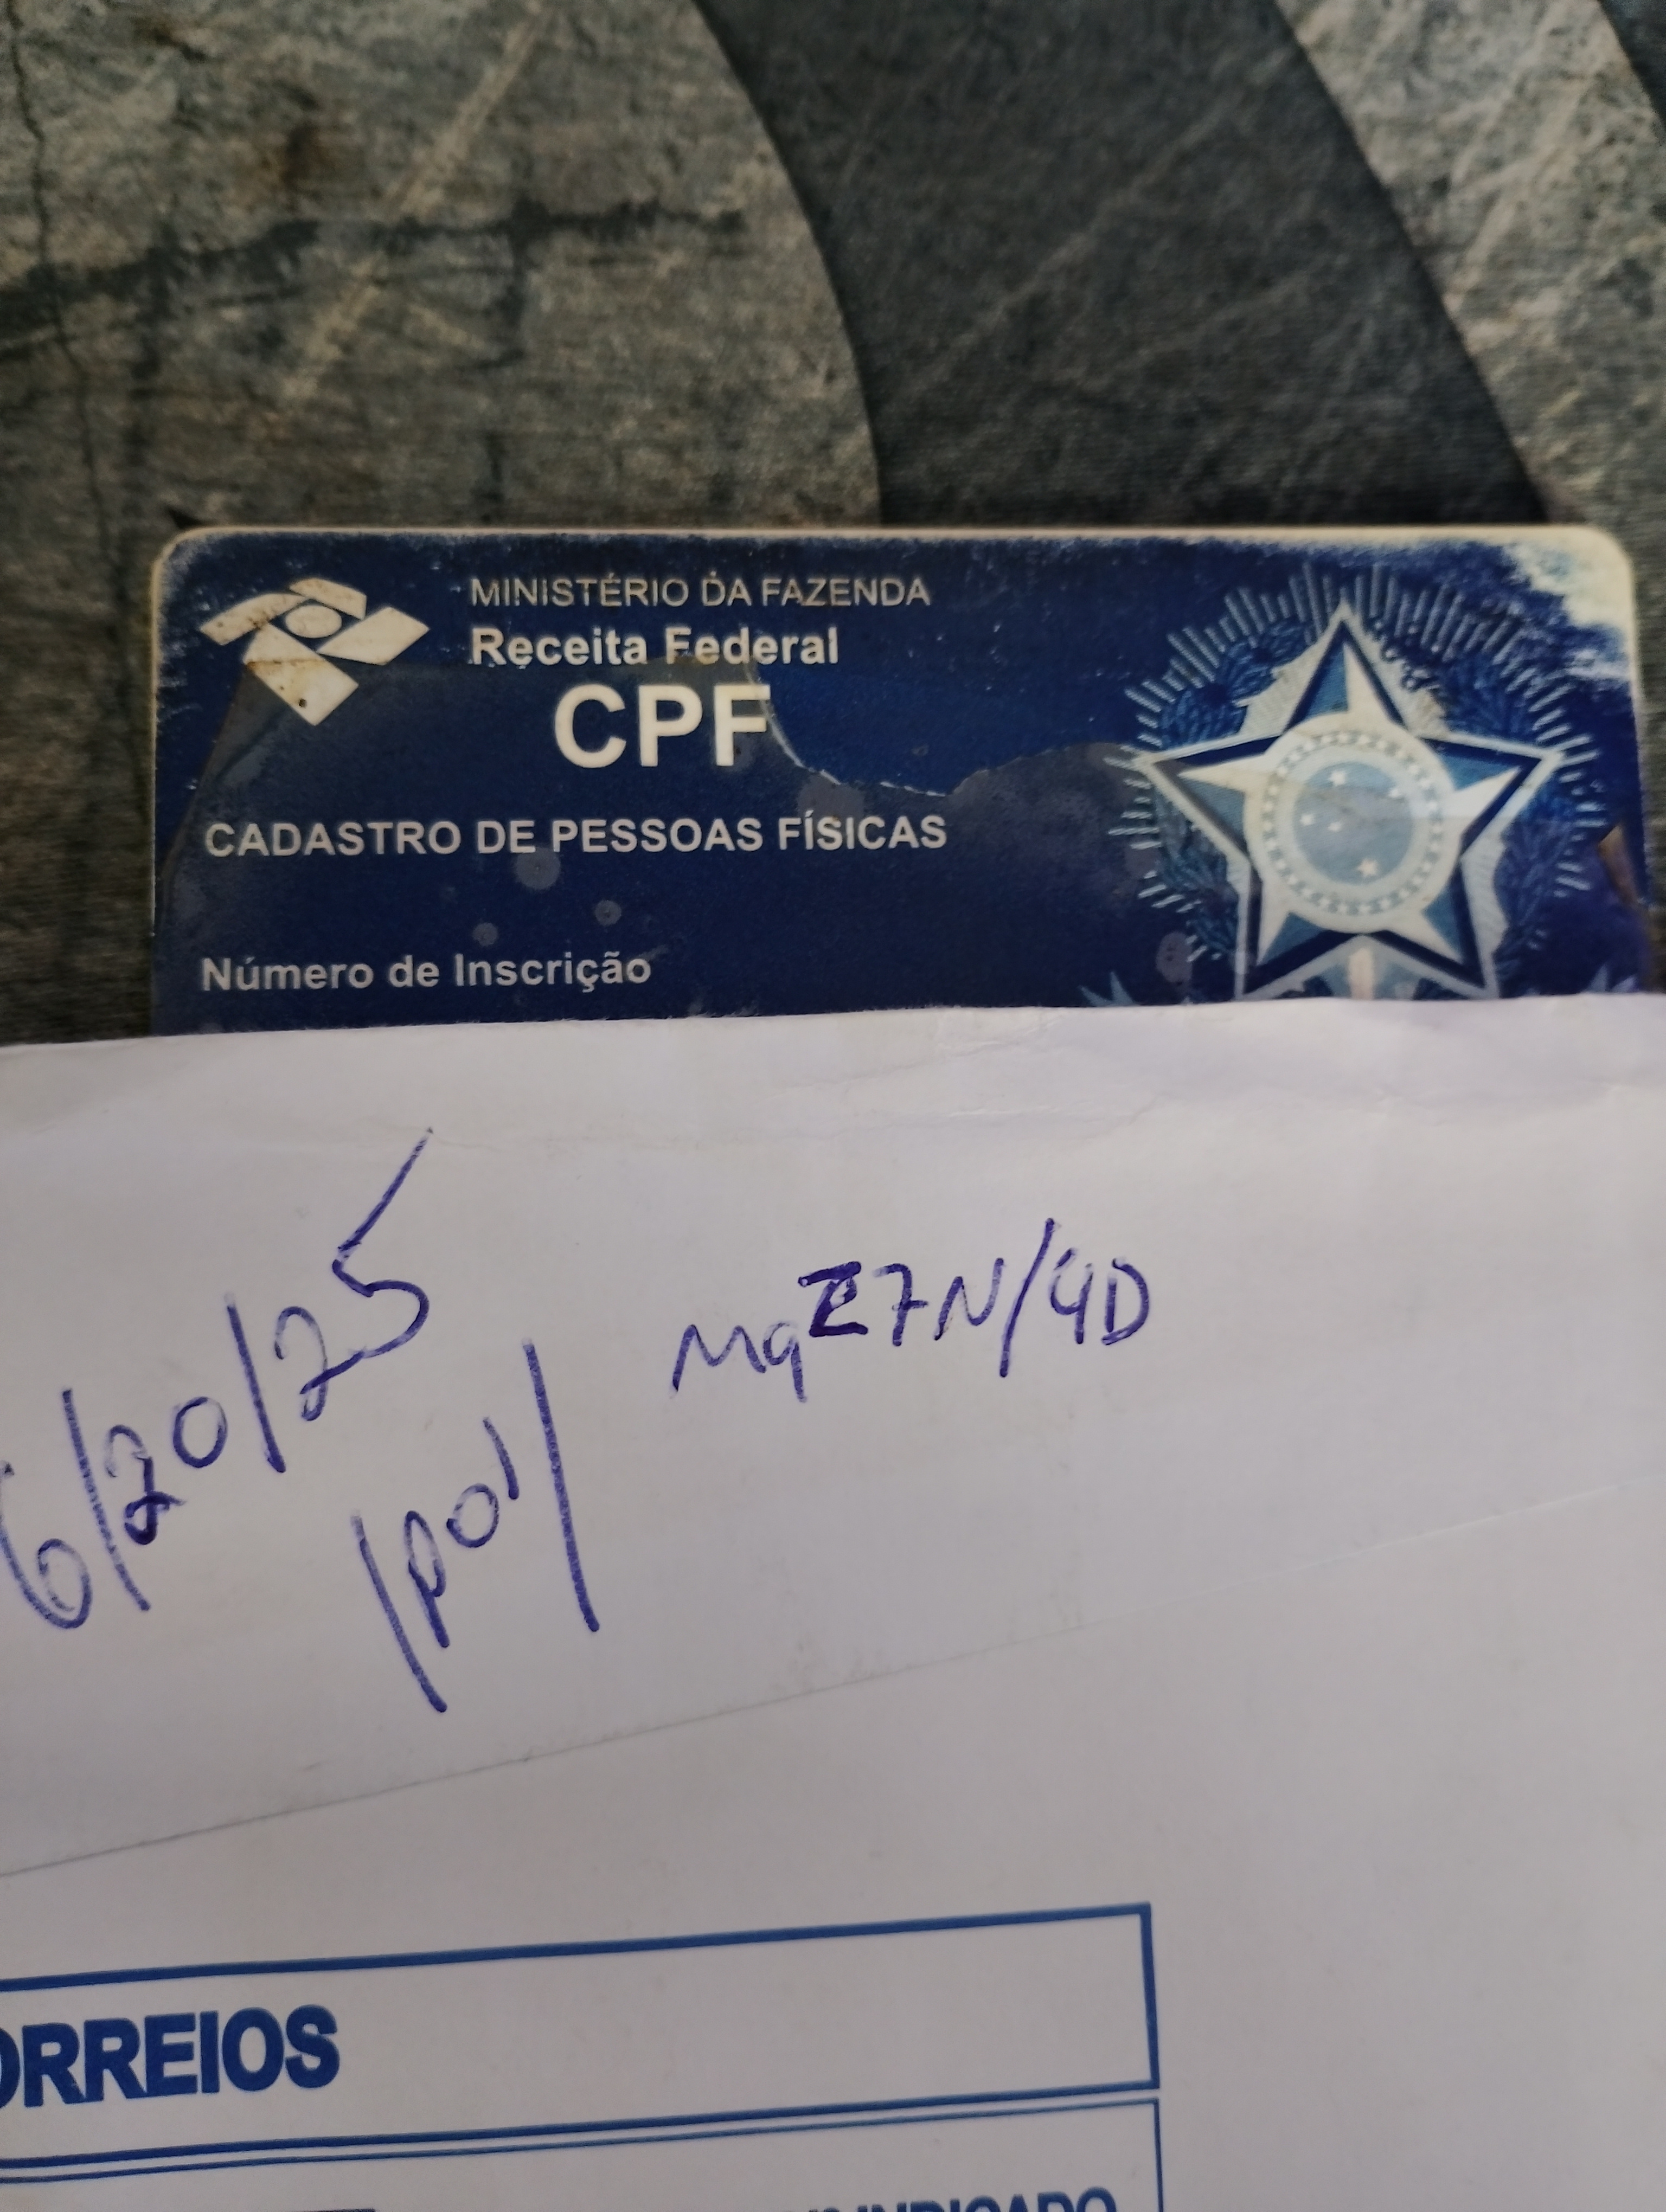 MINISTÉRIO DA FAZENDA
Receita Federal
CPF
CADASTRO DE PESSOAS FÍSICAS
Número de Inscrição
6/20/25
MqZ7N/4D
ORREIOS
INDICADO